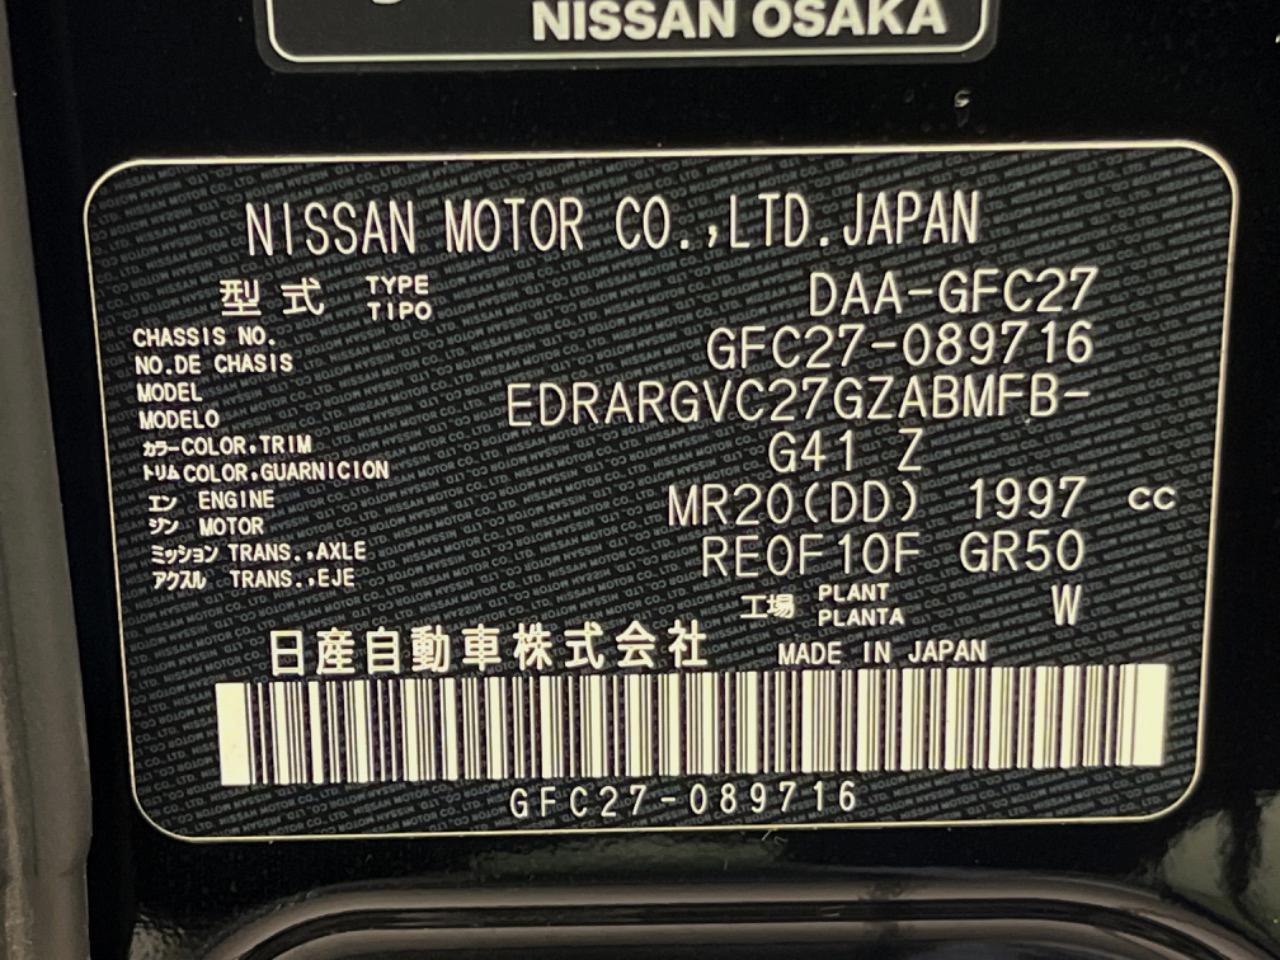 NISSAN OSAKA
NISSAN MOTOR CO.,LTD.JAPAN
型式 TYPE TIPO DAA-GFC27
CHASSIS NO. NO.DE CHASIS GFC27-089716
MODEL MODELO EDRARGVC27GZABMFB-
カラー COLOR,TRIM トリム COLOR,GUARNICION G41 Z
エンジン ENGINE MOTOR MR20(DD) 1997 CC
ミッション TRANS.,AXLE アクスル TRANS.,EJE RE0F10F GR50
工場 PLANT PLANTA W
日産自動車株式会社 MADE IN JAPAN
GFC27-089716